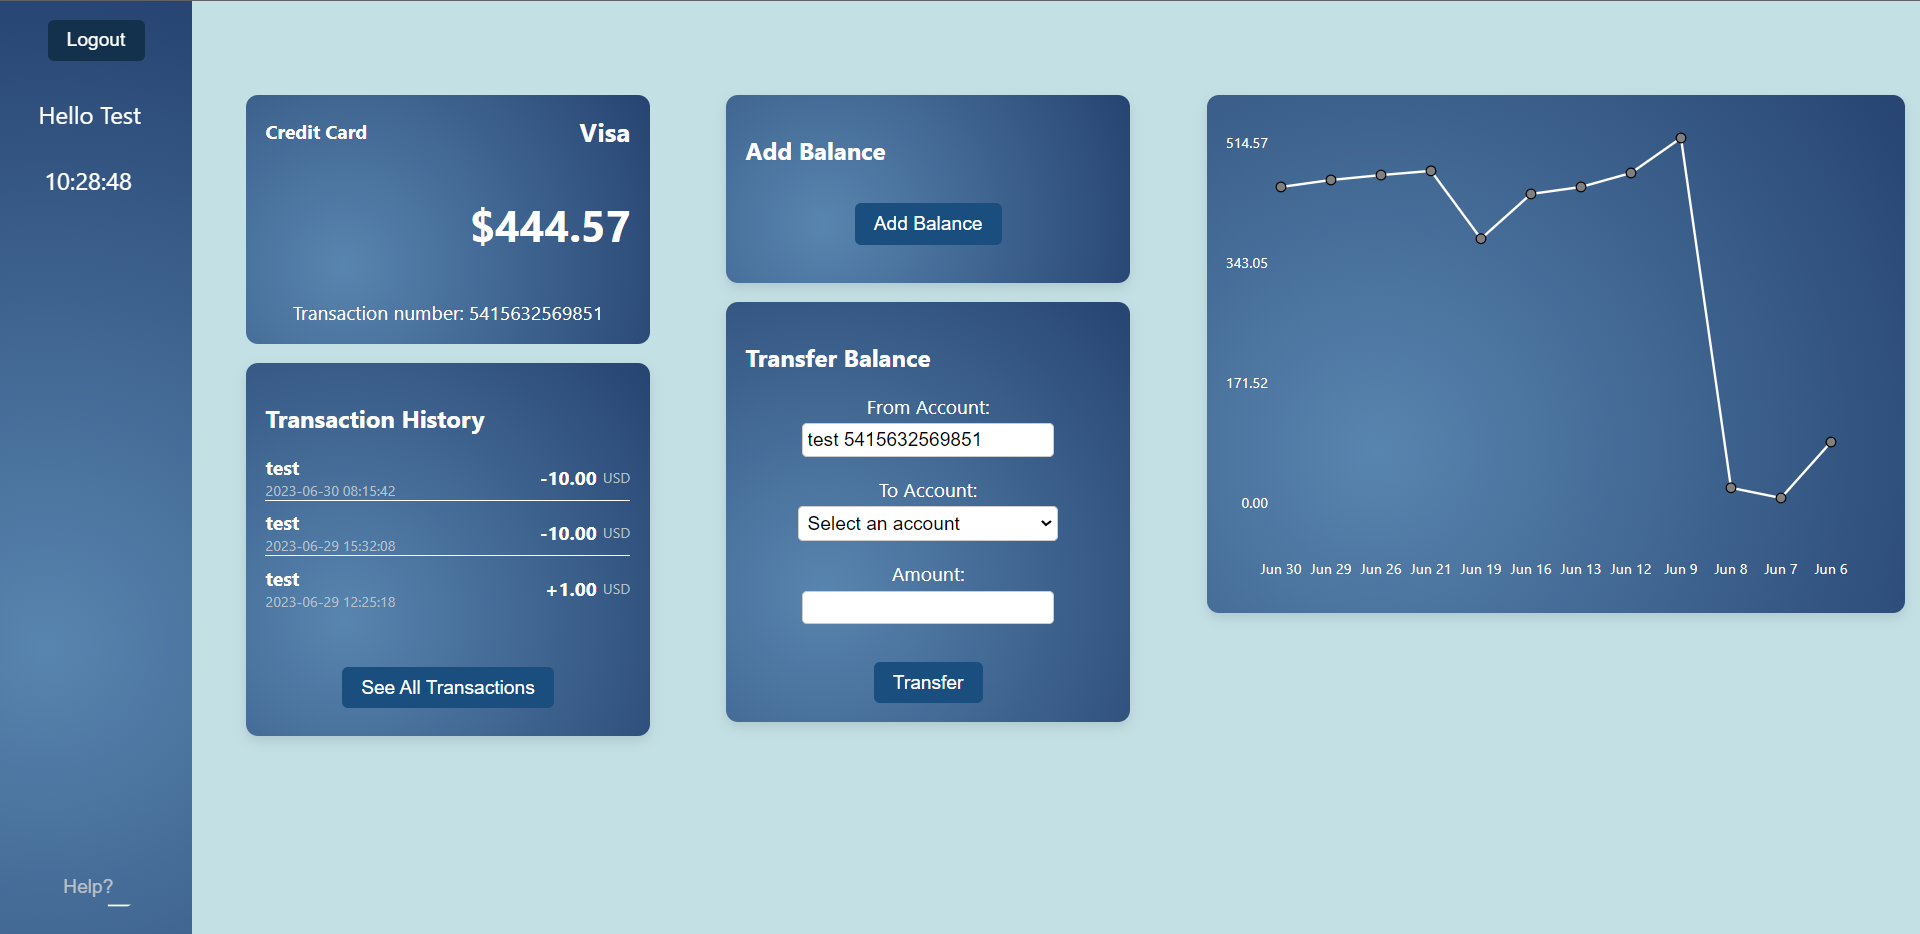 Logout
Hello Test
10:28:48
Help?
Credit Card Visa
$444.57
Transaction number: 5415632569851
Transaction History
test
-10.00 USD
2023-06-30 08:15:42
test
-10.00 USD
2023-06-29 15:32:08
test
+1.00 USD
2023-06-29 12:25:18
See All Transactions
Add Balance
Add Balance
Transfer Balance
From Account:
test 5415632569851
To Account:
Select an account
Amount:
Transfer
514.57
343.05
171.52
0.00
Jun 30 Jun 29 Jun 26 Jun 21 Jun 19 Jun 16 Jun 13 Jun 12 Jun 9 Jun 8 Jun 7 Jun 6